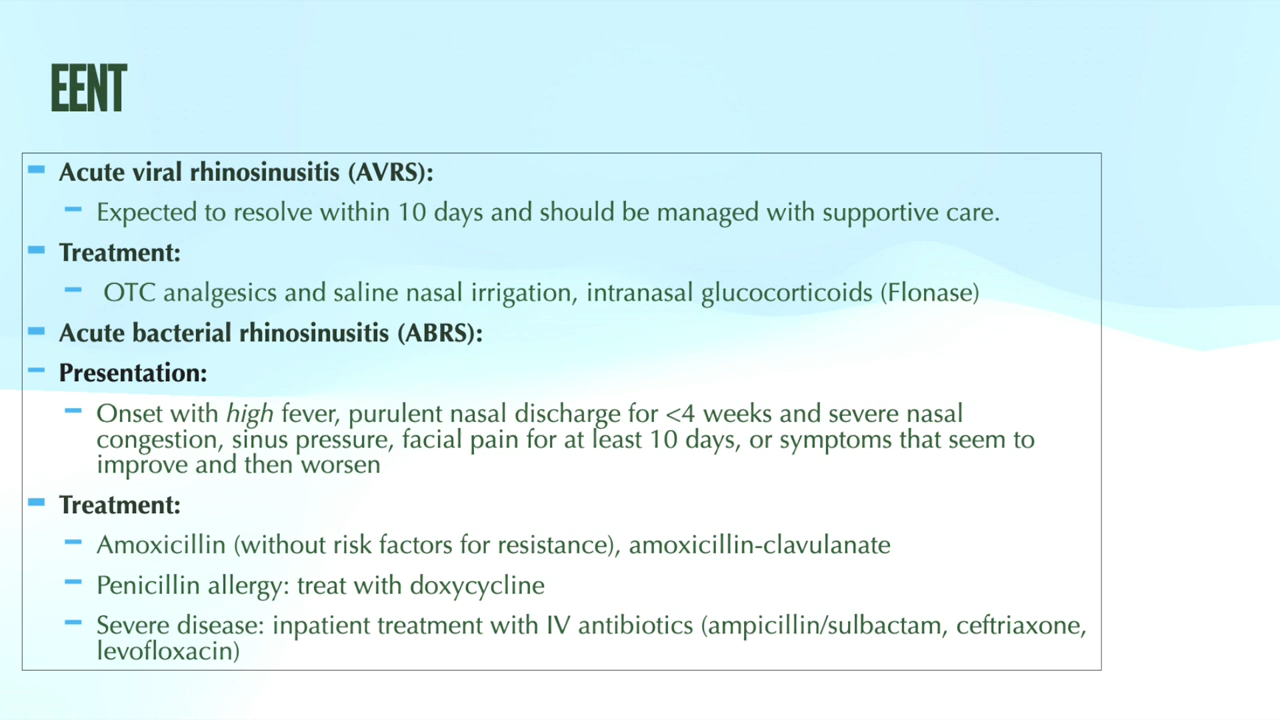 EENT
Acute viral rhinosinusitis (AVRS):
Expected to resolve within 10 days and should be managed with supportive care.
Treatment:
OTC analgesics and saline nasal irrigation, intranasal glucocorticoids (Flonase)
Acute bacterial rhinosinusitis (ABRS):
Presentation:
Onset with high fever, purulent nasal discharge for <4 weeks and severe nasal
congestion, sinus pressure, facial pain for at least 10 days, or symptoms that seem to
improve and then worsen
Treatment:
Amoxicillin (without risk factors for resistance), amoxicillin-clavulanate
Penicillin allergy: treat with doxycycline
Severe disease: inpatient treatment with IV antibiotics (ampicillin/sulbactam, ceftriaxone,
levofloxacin)